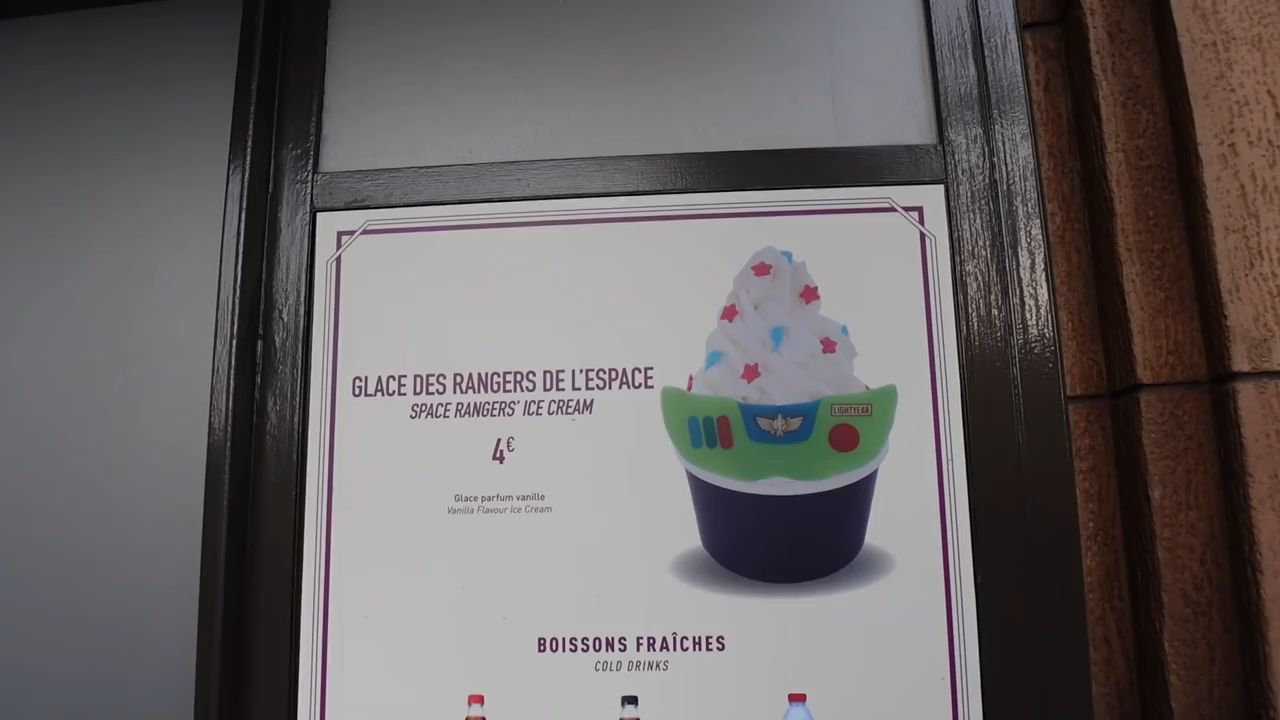 GLACE DES RANGERS DE L'ESPACE
SPACE RANGERS' ICE CREAM
4€
Glace parfum vanille
Vanilla Flavour Ice Cream
LIGHTYEAR
BOISSONS FRAÎCHES
COLD DRINKS